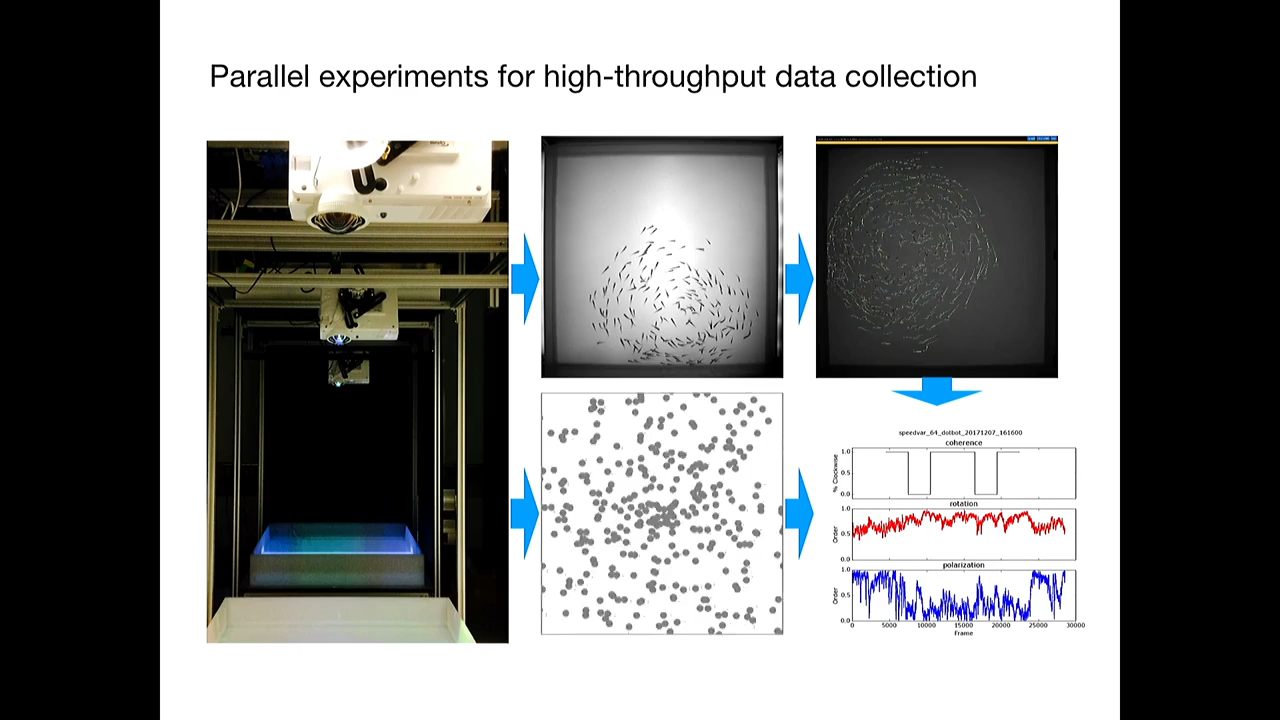 Parallel experiments for high-throughput data collection
speedvar_64_dotbot_20171207_161600
coherence
% Clockwise
1.0
0.5
0.0
rotation
Order
1.0
0.5
0.0
polarization
Order
1.0
0.5
0.0
0 5000 10000 15000 20000 25000 30000
Frame